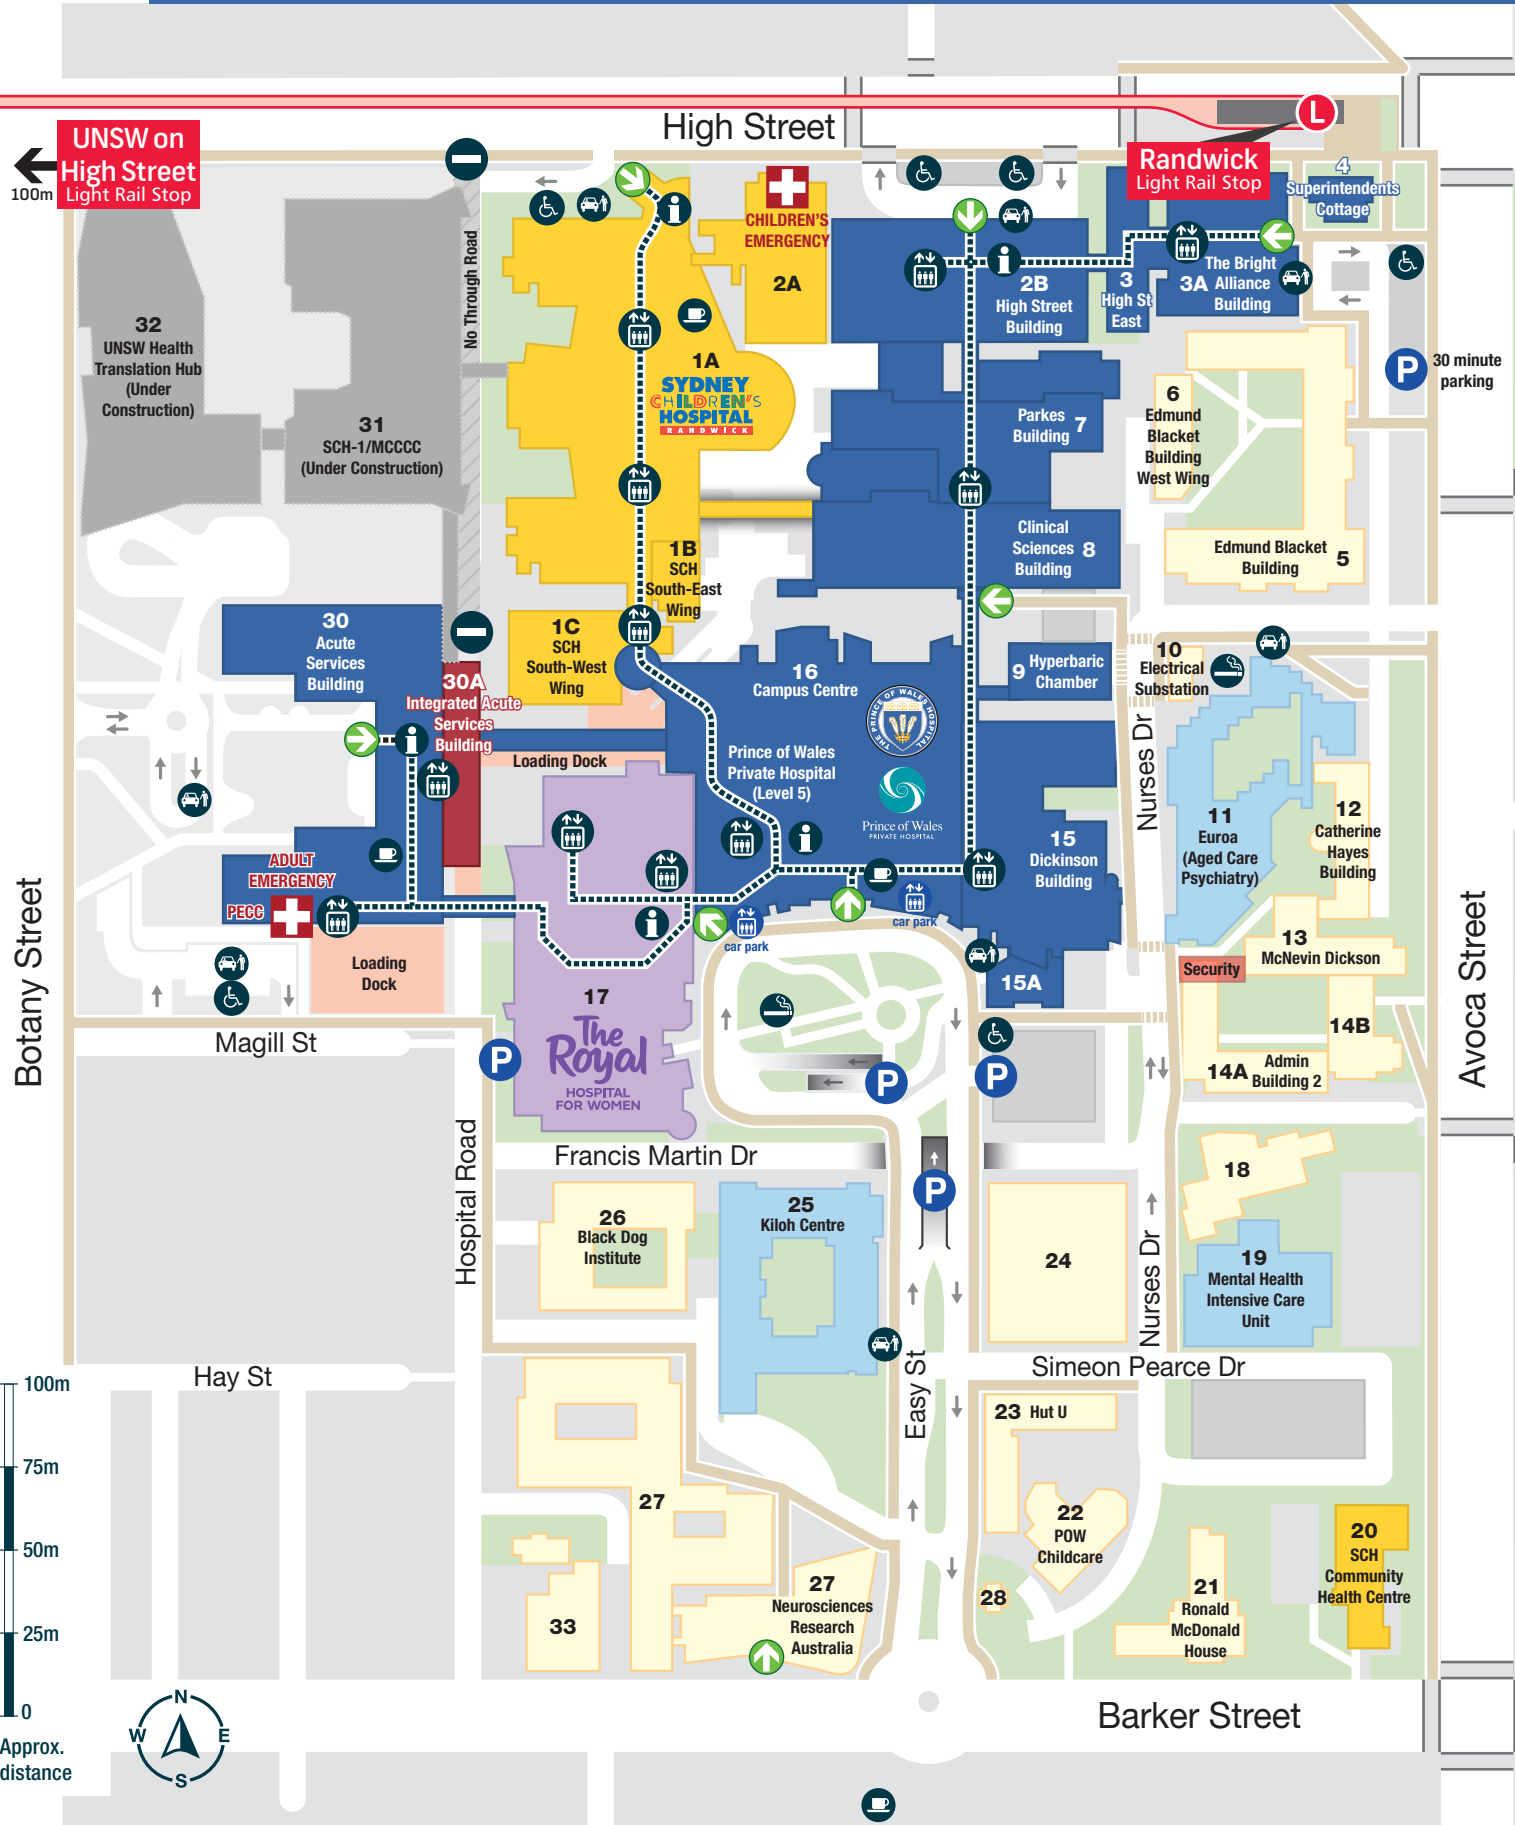 High Street
UNSW on
High Street
Light Rail Stop
100m
L
Randwick
Light Rail Stop
4
Superintendents
Cottage
No Through Road
CHILDREN'S
EMERGENCY
2A
2B
High Street
Building
3
High St
East
3A
The Bright
Alliance
Building
P
30 minute
parking
32
UNSW Health
Translation Hub
(Under
Construction)
31
SCH-1/MCCCC
(Under Construction)
1A
SYDNEY
CHILDREN'S
HOSPITAL
RANDWICK
Parkes
Building 7
6
Edmund
Blacket
Building
West Wing
Clinical
Sciences 8
Building
Edmund Blacket
Building 5
1B
SCH
South-East
Wing
1C
SCH
South-West
Wing
30
Acute
Services
Building
30A
Integrated Acute
Services
Building
Loading Dock
16
Campus Centre
THE PRINCE OF WALES HOSPITAL
Prince of Wales
Private Hospital
(Level 5)
Prince of Wales
PRIVATE HOSPITAL
9 Hyperbaric
Chamber
10
Electrical
Substation
Nurses Dr
11
Euroa
(Aged Care
Psychiatry)
12
Catherine
Hayes
Building
15
Dickinson
Building
ADULT
EMERGENCY
PECC
Loading
Dock
car park
car park
13
McNevin Dickson
Security
15A
14B
14A Admin
Building 2
Botany Street
Avoca Street
Magill St
P
17
The
Royal
HOSPITAL
FOR WOMEN
P
P
Francis Martin Dr
Hospital Road
P
18
26
Black Dog
Institute
25
Kiloh Centre
24
Nurses Dr
19
Mental Health
Intensive Care
Unit
Hay St
Easy St
Simeon Pearce Dr
100m
75m
50m
25m
0
Approx.
distance
23 Hut U
27
22
POW
Childcare
20
SCH
Community
Health Centre
27
Neurosciences
Research
Australia
28
21
Ronald
McDonald
House
33
Barker Street
N
W E
S